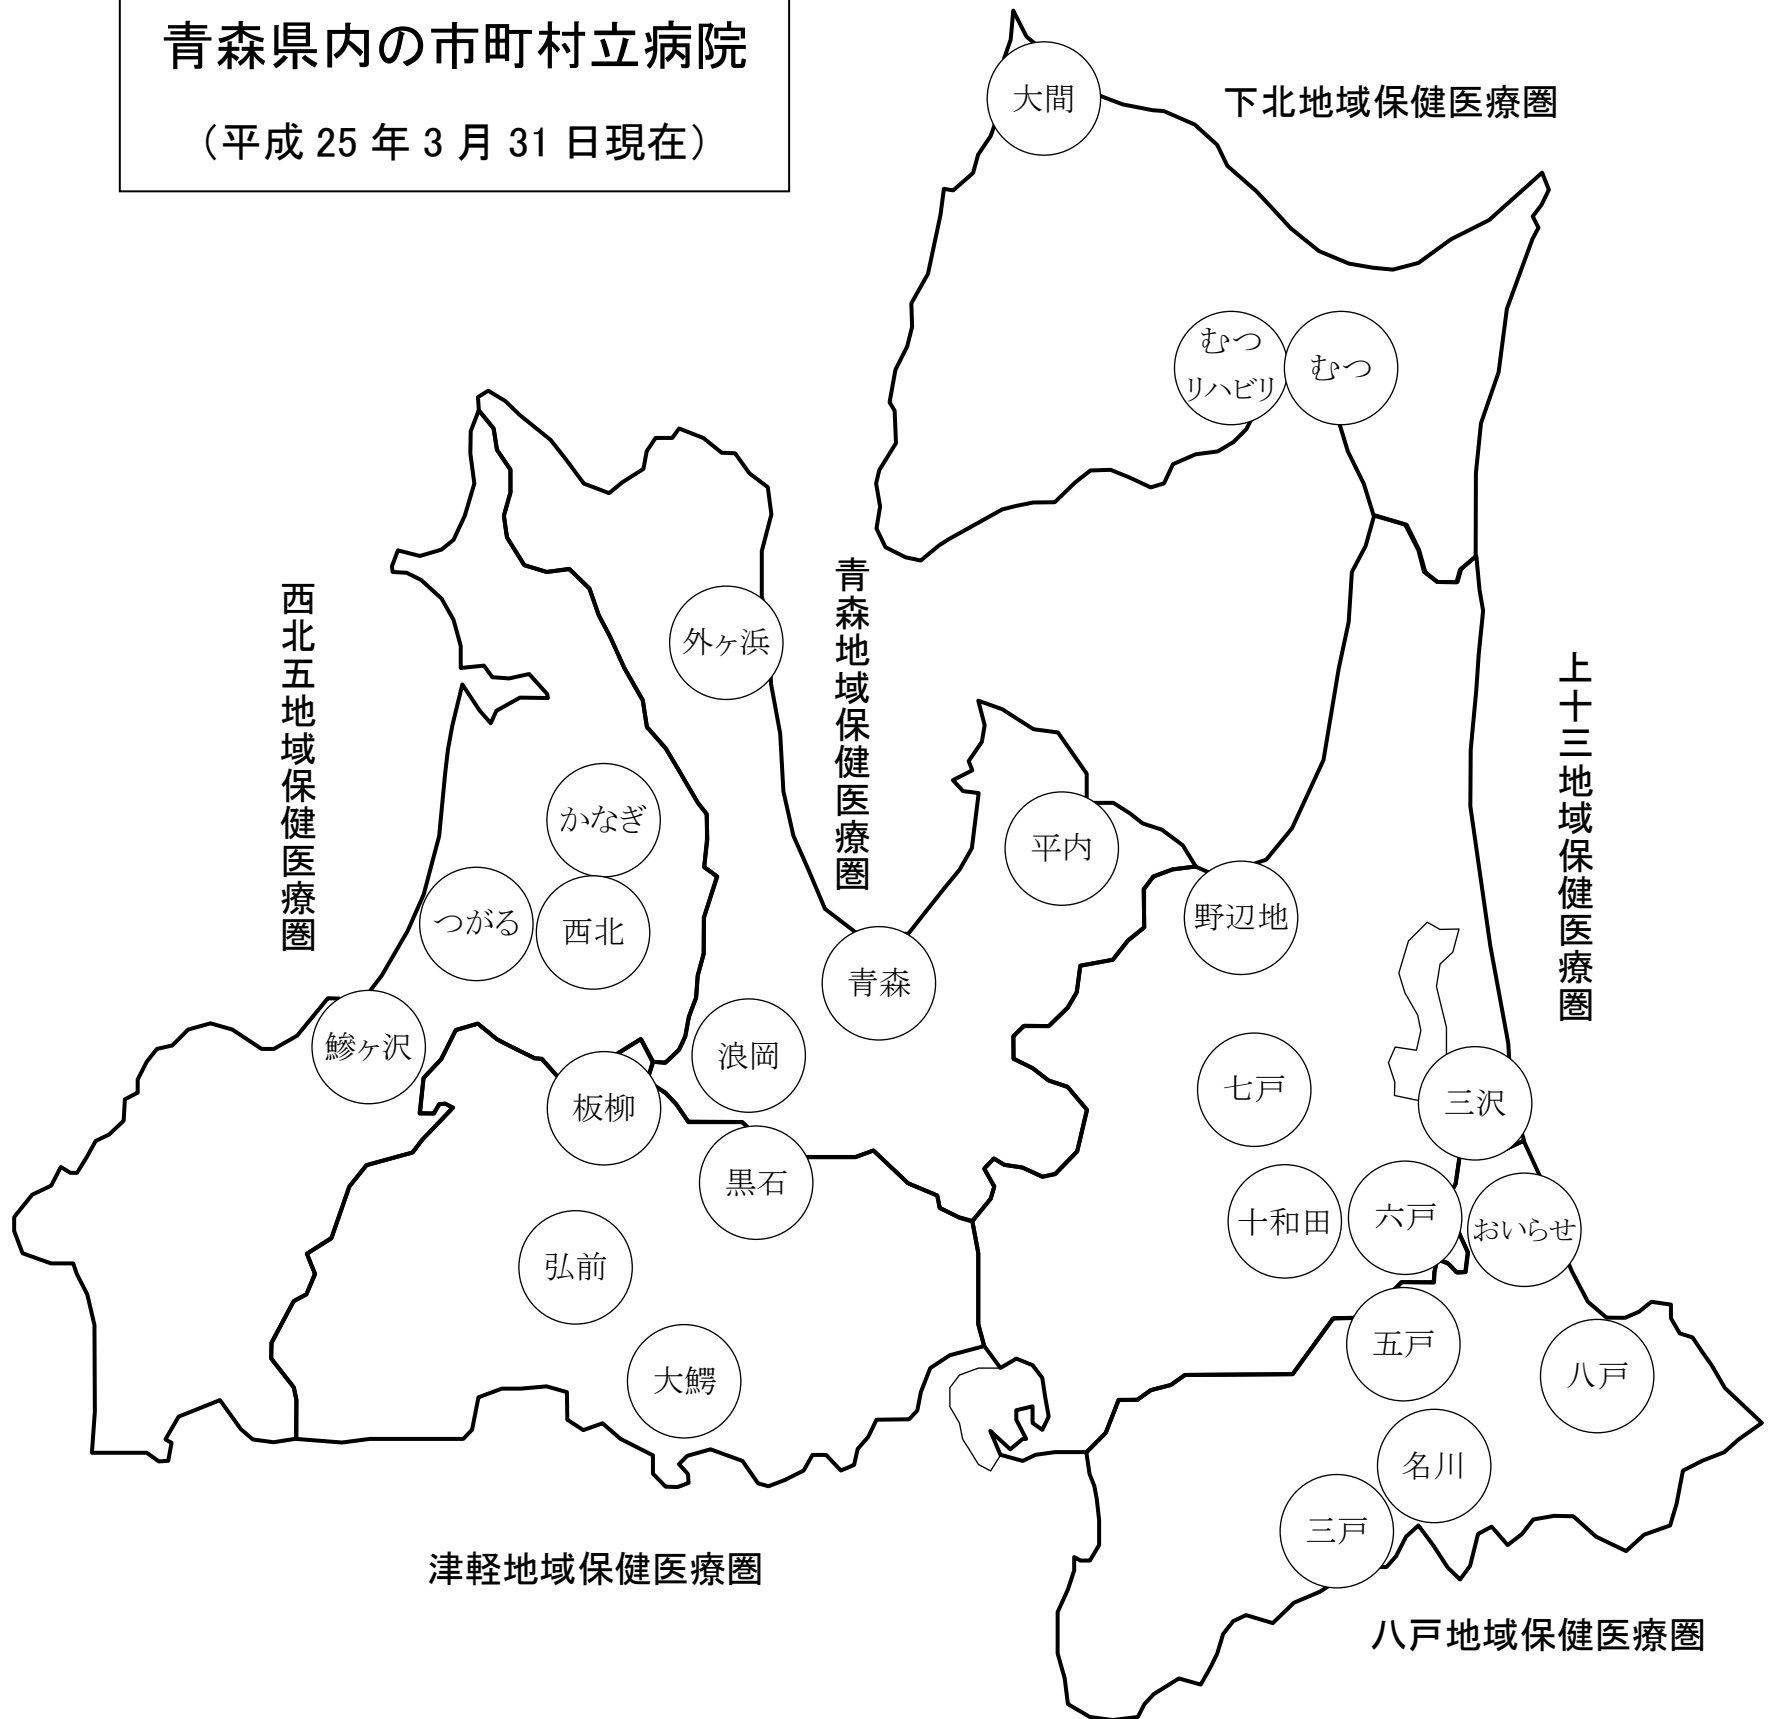 青森県内の市町村立病院
（平成 25 年 3 月 31 日現在）
大間
下北地域保健医療圏
むつ
リハビリ
むつ
西北五地域保健医療圏
外ヶ浜
青森地域保健医療圏
上十三地域保健医療圏
かなぎ
つがる
西北
平内
野辺地
青森
鰺ヶ沢
浪岡
板柳
七戸
三沢
黒石
十和田
六戸
おいらせ
弘前
大鰐
五戸
八戸
名川
三戸
津軽地域保健医療圏
八戸地域保健医療圏